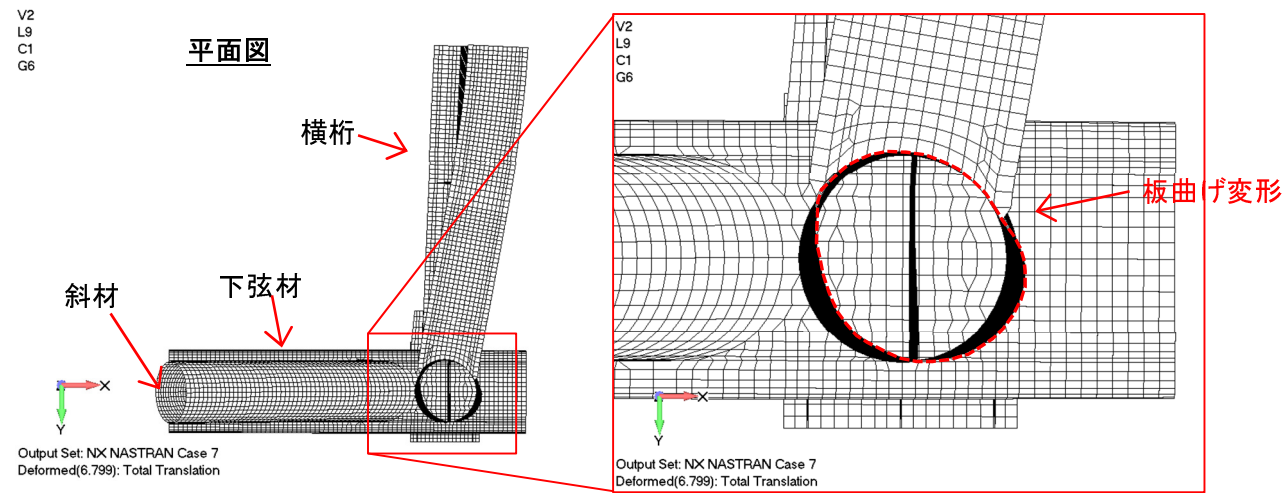 V2
L9
C1
G6
平面図
横桁
斜材
下弦材
X
Y
Output Set: NX NASTRAN Case 7
Deformed(6.799): Total Translation
V2
L9
C1
G6
板曲げ変形
X
Y
Output Set: NX NASTRAN Case 7
Deformed(6.799): Total Translation